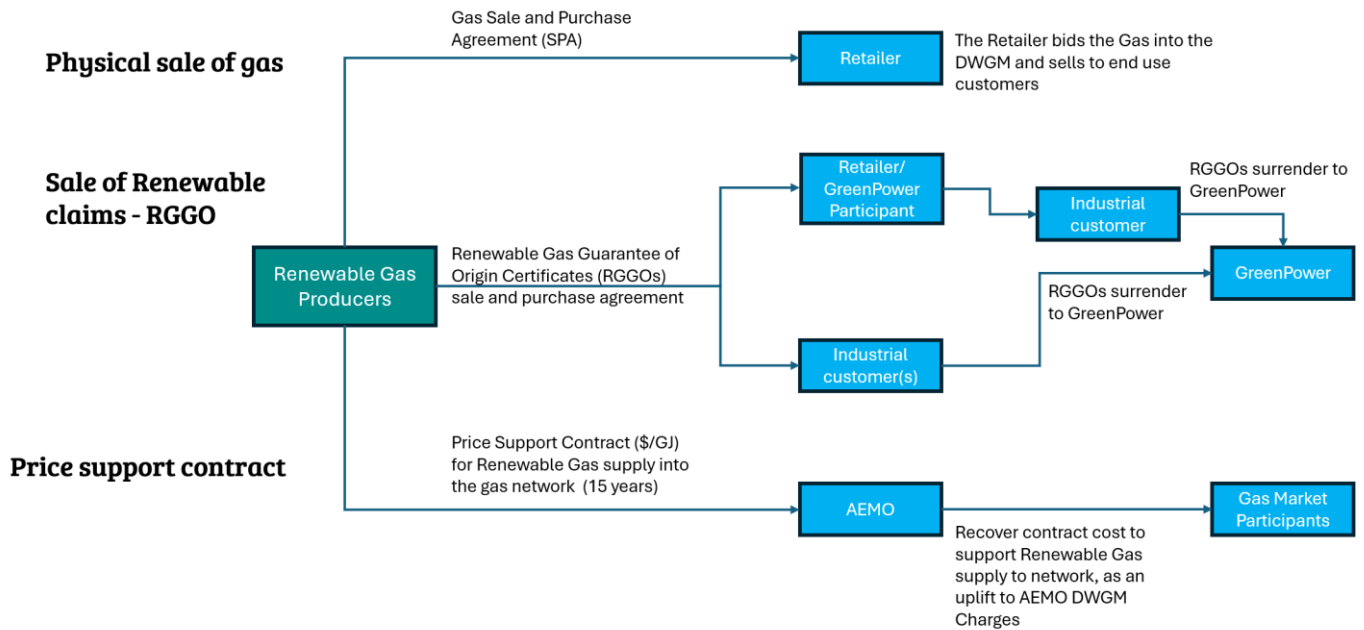 Gas Sale and Purchase
Agreement (SPA)
Physical sale of gas
Retailer
The Retailer bids the Gas into the
DWGM and sells to end use
customers
Sale of Renewable
claims - RGGO
Retailer/
GreenPower
Participant
Industrial
customer
RGGOs surrender to
GreenPower
Renewable Gas
Producers
Renewable Gas Guarantee of
Origin Certificates (RGGOs)
sale and purchase agreement
GreenPower
RGGOs surrender
to GreenPower
Industrial
customer(s)
Price support contract
Price Support Contract ($/GJ)
for Renewable Gas supply into
the gas network (15 years)
AEMO
Gas Market
Participants
Recover contract cost to
support Renewable Gas
supply to network, as an
uplift to AEMO DWGM
Charges